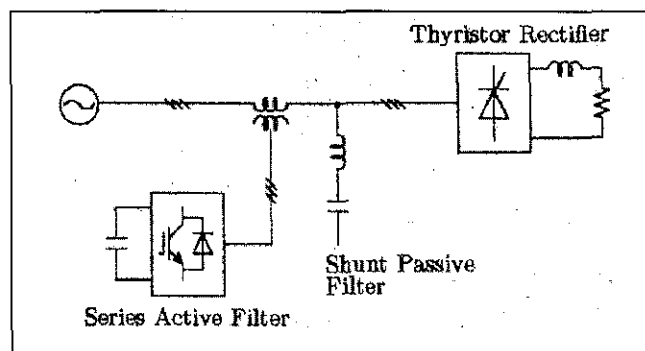 Thyristor Rectifier
Shunt Passive
Filter
Series Active Filter